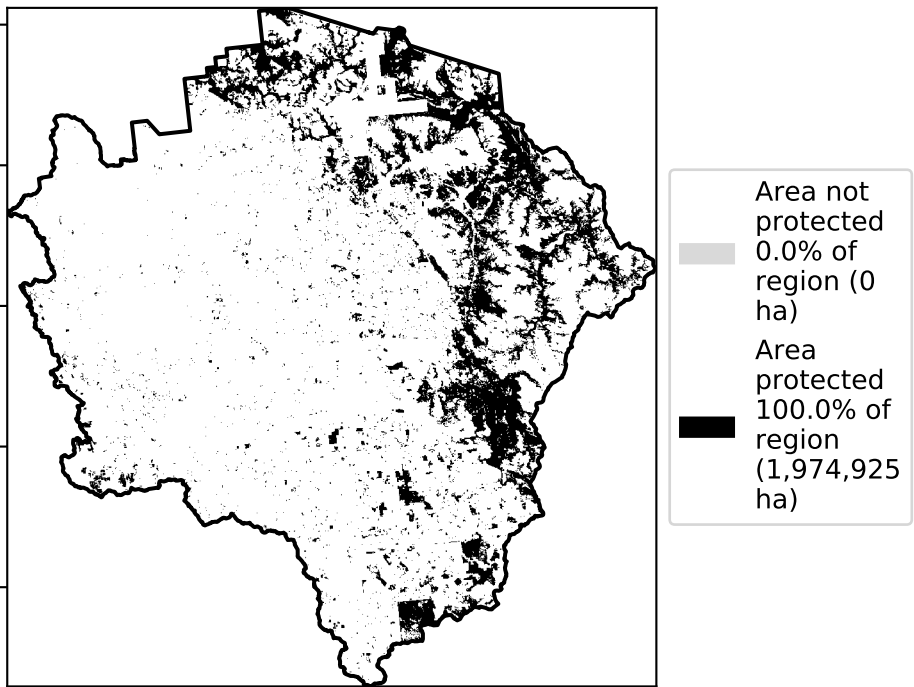 Area not
protected
0.0% of
region (0
ha)
Area
protected
100.0% of
region
(1,974,925
ha)